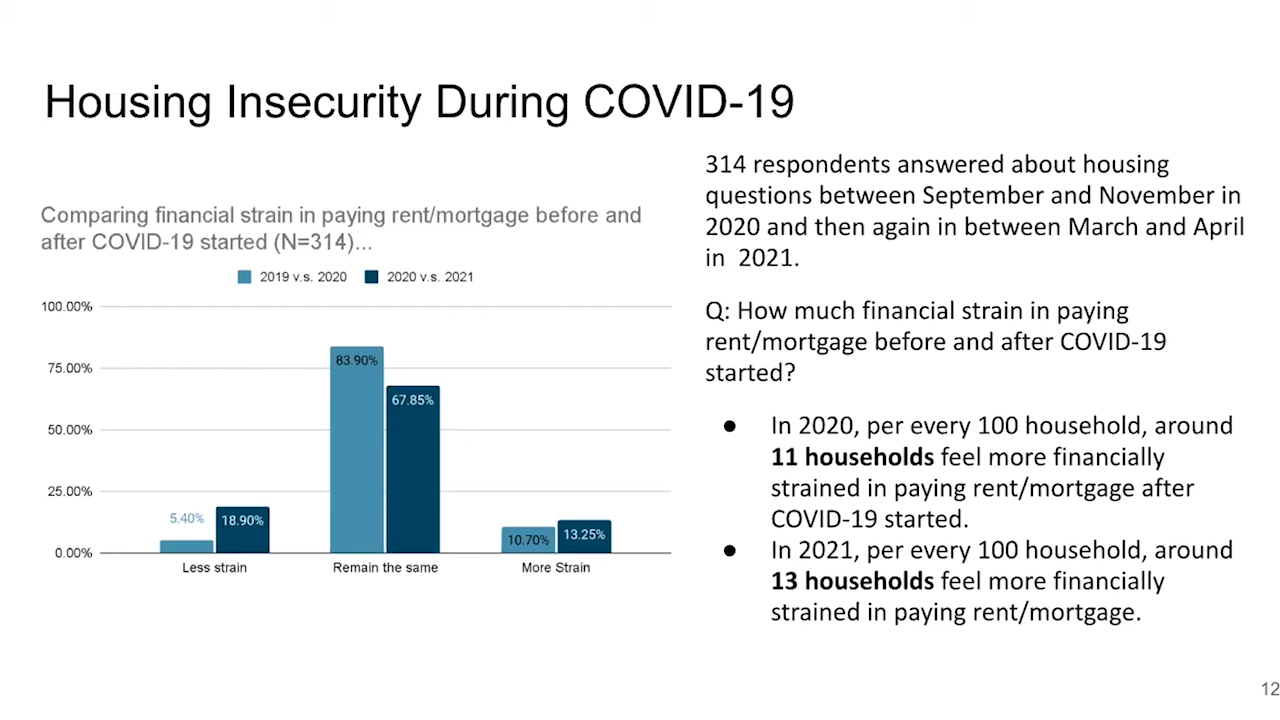 Housing Insecurity During COVID-19
Comparing financial strain in paying rent/mortgage before and
after COVID-19 started (N=314)...
2019 v.s. 2020
2020 v.s. 2021
100.00%
75.00%
50.00%
25.00%
0.00%
5.40%
18.90%
83.90%
67.85%
10.70%
13.25%
Less strain
Remain the same
More Strain
314 respondents answered about housing
questions between September and November in
2020 and then again in between March and April
in 2021.
Q: How much financial strain in paying
rent/mortgage before and after COVID-19
started?
● In 2020, per every 100 household, around
11 households feel more financially
strained in paying rent/mortgage after
COVID-19 started.
● In 2021, per every 100 household, around
13 households feel more financially
strained in paying rent/mortgage.
12